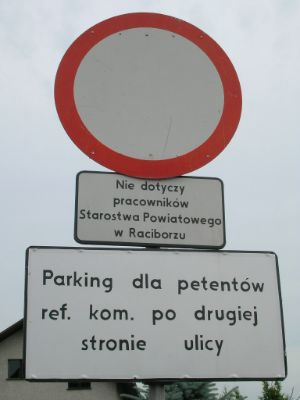 Nie dotyczy
pracowników
Starostwa Powiatowego
w Raciborzu
Parking dla petentów
ref. kom. po drugiej
stronie ulicy